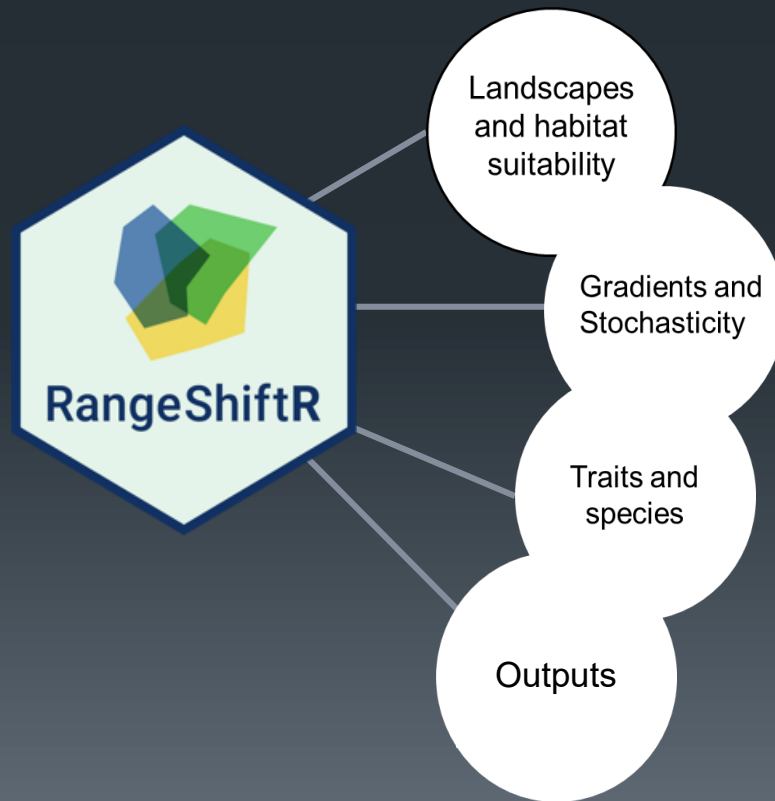 Landscapes
and habitat
suitability
Gradients and
Stochasticity
RangeShiftR
Traits and
species
Outputs